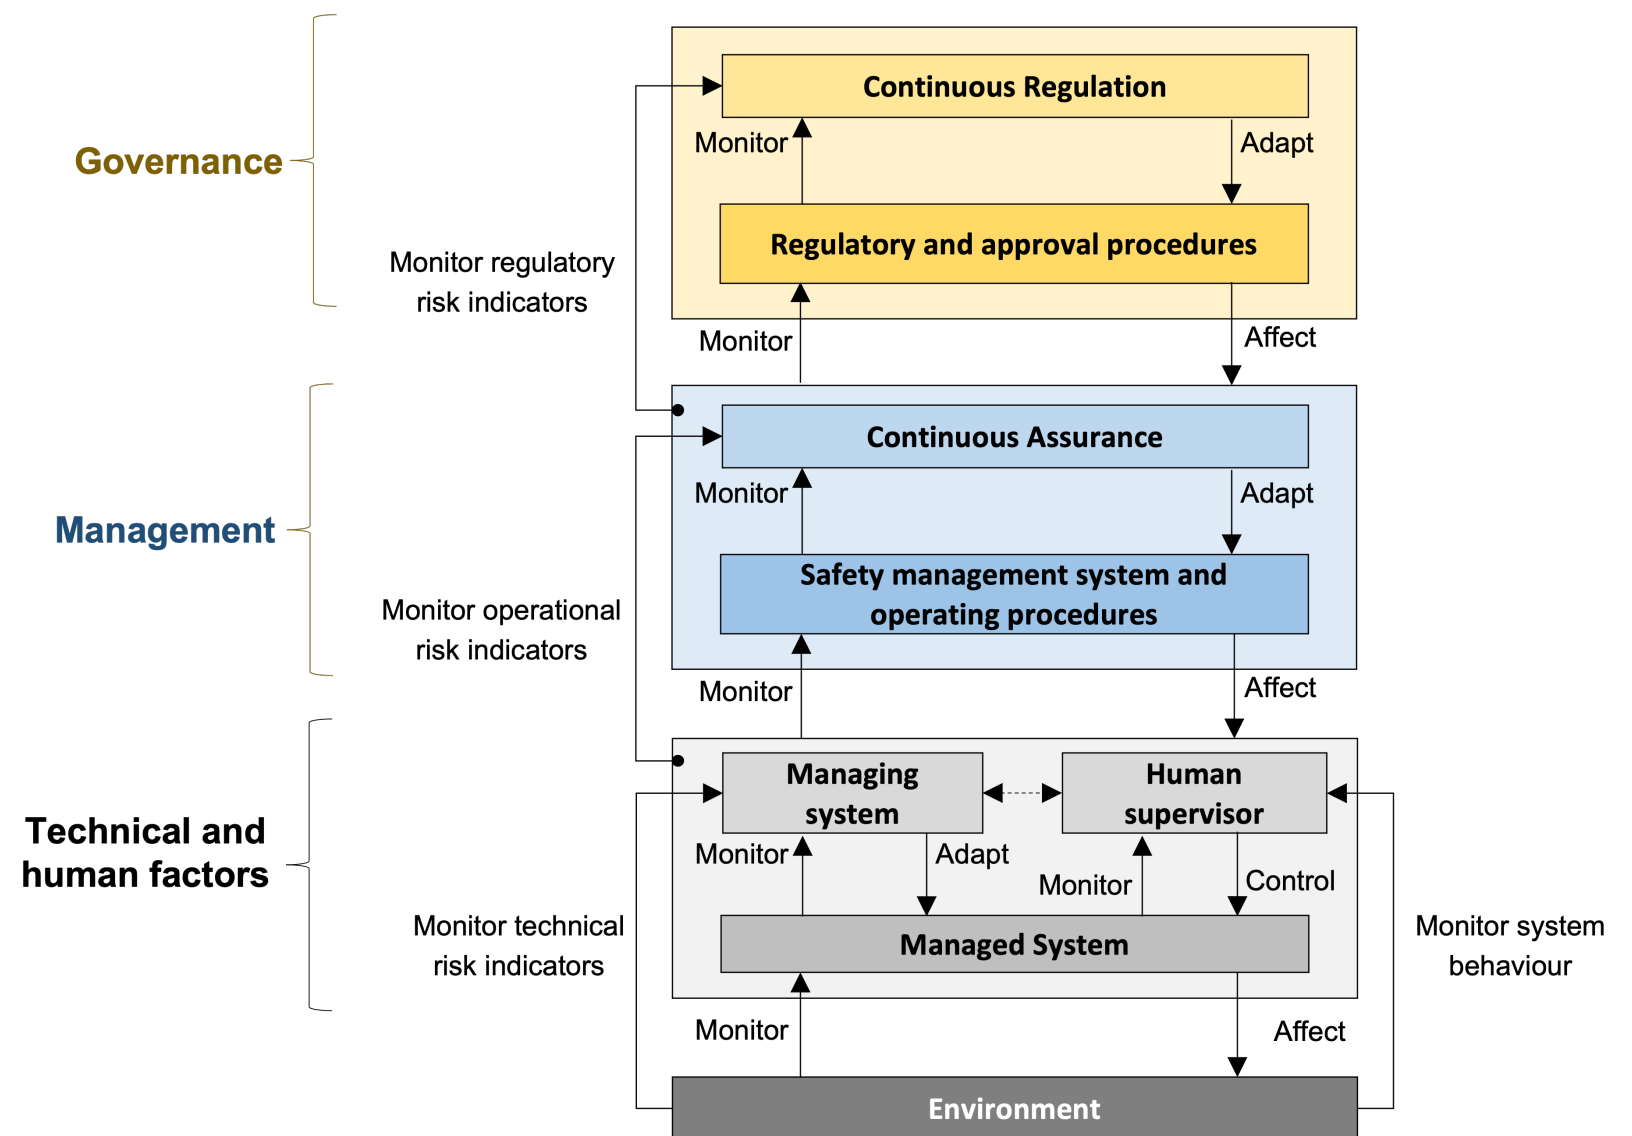 Continuous Regulation
Monitor
Adapt
Governance
Regulatory and approval procedures
Monitor regulatory
risk indicators
Monitor
Affect
Continuous Assurance
Monitor
Adapt
Management
Safety management system and
operating procedures
Monitor operational
risk indicators
Monitor
Affect
Managing
system
Human
supervisor
Technical and
human factors
Monitor
Adapt
Monitor
Control
Monitor technical
risk indicators
Managed System
Monitor system
behaviour
Monitor
Affect
Environment